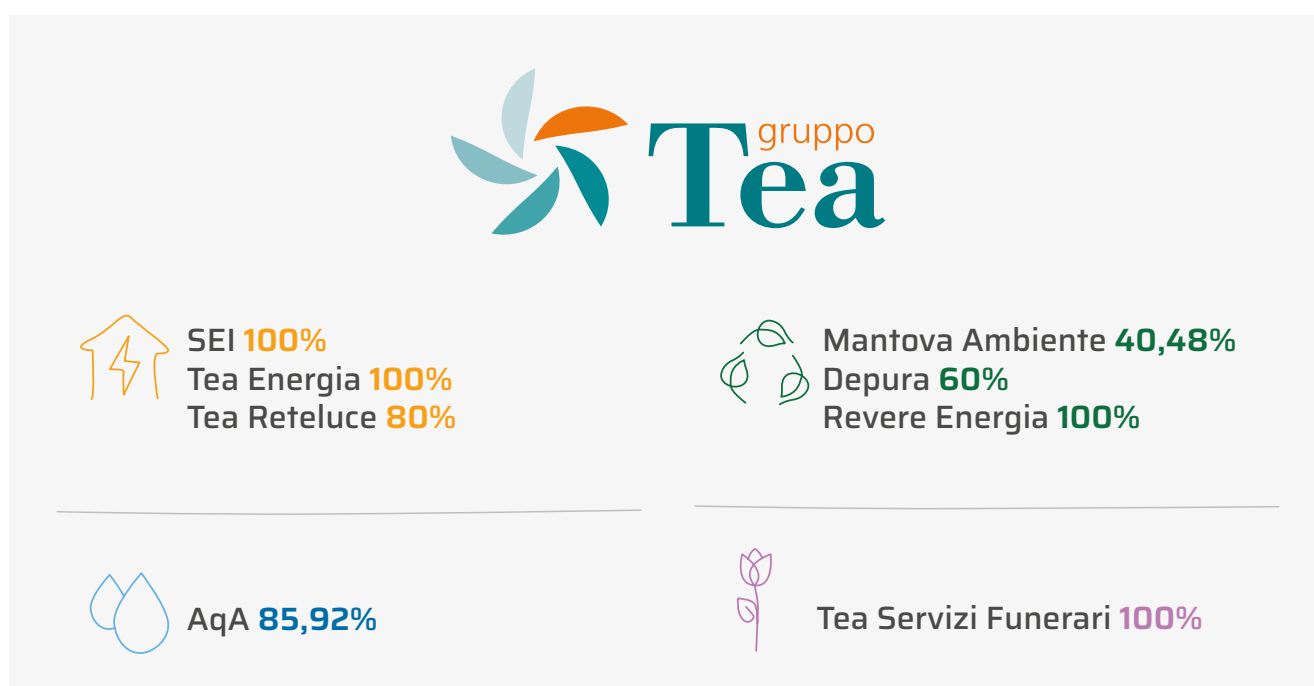 gruppo
Tea
SEI 100%
Tea Energia 100%
Tea Reteluce 80%
Mantova Ambiente 40,48%
Depura 60%
Revere Energia 100%
AqA 85,92%
Tea Servizi Funerari 100%